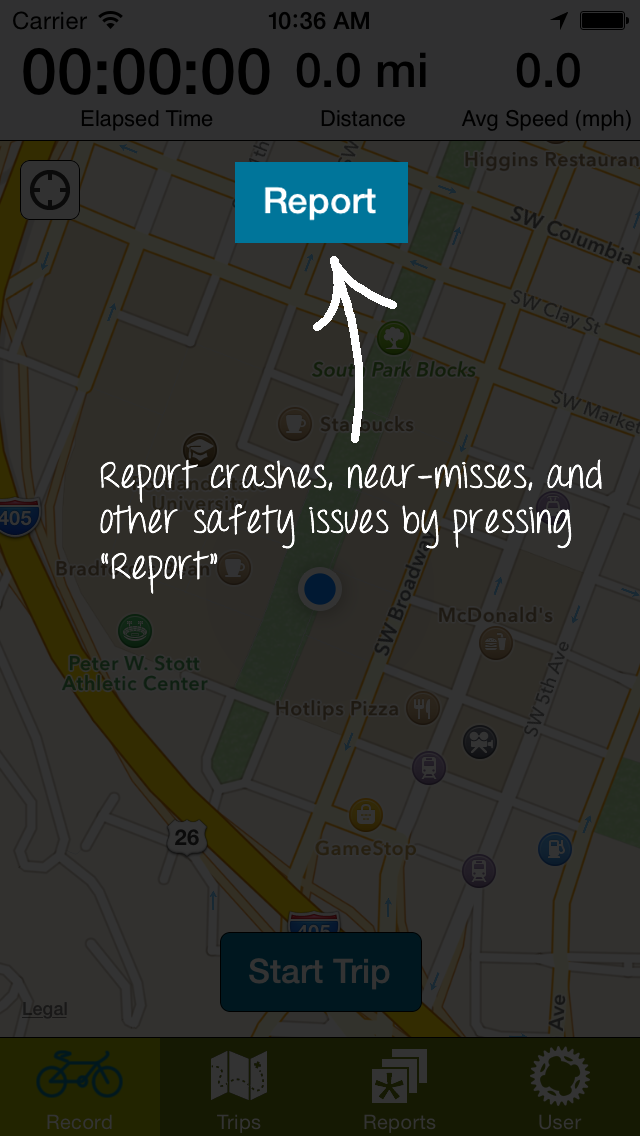 Carrier 10:36 AM
00:00:00 0.0 mi 0.0
Elapsed Time Distance Avg Speed (mph)
Higgins Restauran
Report
SW Columbia
SW Clay St
South Park Blocks
SW Market
Starbucks
Report crashes, near-misses, and
University
405
other safety issues by pressing
"Report"
SW Broadway
McDonald's
Peter W. Stott
Athletic Center
SW 5th Ave
Hotlips Pizza
26
GameStop
405
Start Trip
Legal
Ave
Record Trips Reports User